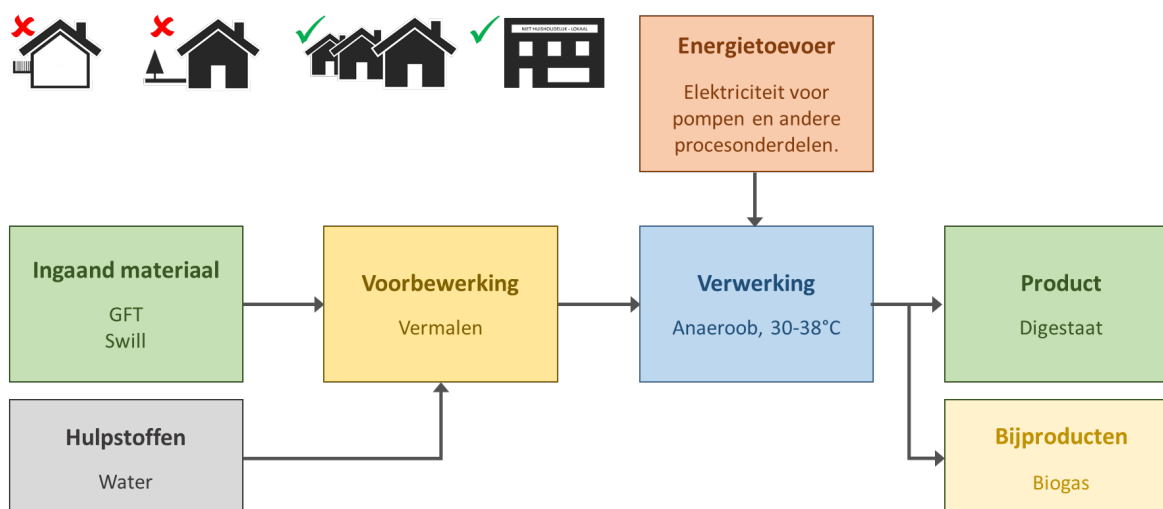 NIET HUISHOUDELIJK - LOKAAL
Energietoevoer
Elektriciteit voor
pompen en andere
procesonderdelen.
Ingaand materiaal
GFT
Swill
Voorbewerking
Vermalen
Verwerking
Anaeroob, 30-38°C
Product
Digestaat
Hulpstoffen
Water
Bijproducten
Biogas